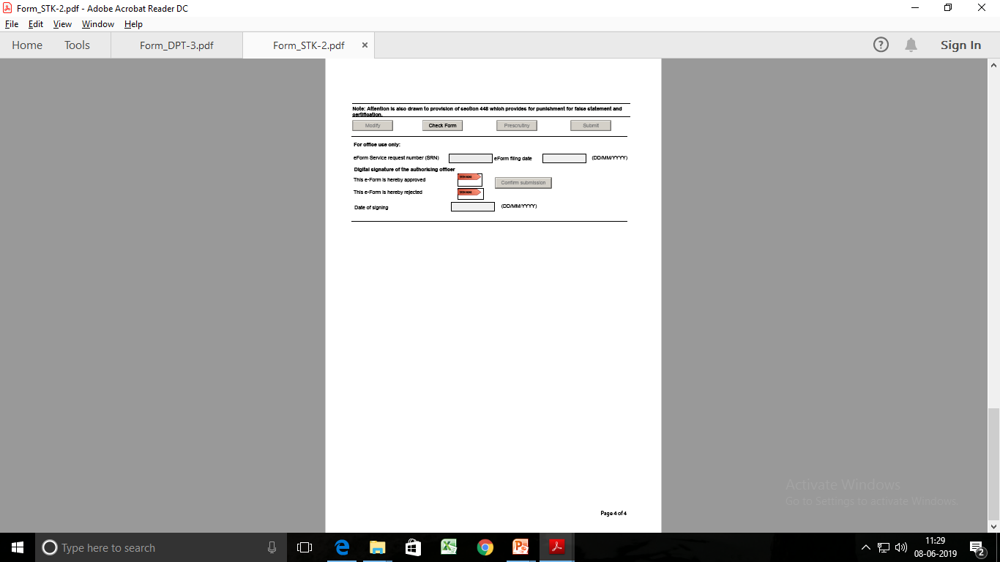 Form_STK-2.pdf - Adobe Acrobat Reader DC
File Edit View Window Help
Home Tools Form_DPT-3.pdf Form_STK-2.pdf × ? Sign In
Note: Attention is also drawn to provision of section 448 which provides for punishment for false statement and
certification.
Modify Check Form Prescrutiny Submit
For office use only:
eForm Service request number (SRN) eForm filing date (DD/MM/YYYY)
Digital signature of the authorising officer
This e-Form is hereby approved
Confirm submission
This e-Form is hereby rejected
Date of signing (DD/MM/YYYY)
Activate Windows
Go to Settings to activate Windows.
Page 4 of 4
Type here to search
11:29
08-06-2019
2